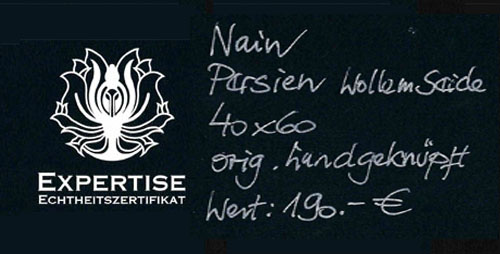 EXPERTISE
ECHTHEITSZERTIFIKAT
Nain
Persien Wolle m Seide
40x60
orig. handgeknüpft
Wert: 190.- €